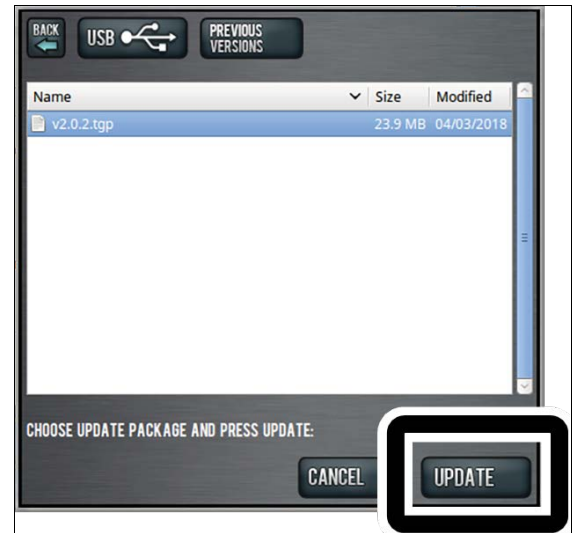 BACK
USB
PREVIOUS
VERSIONS
Name Size Modified
v2.0.2.tgp 23.9 MB 04/03/2018
CHOOSE UPDATE PACKAGE AND PRESS UPDATE:
CANCEL UPDATE